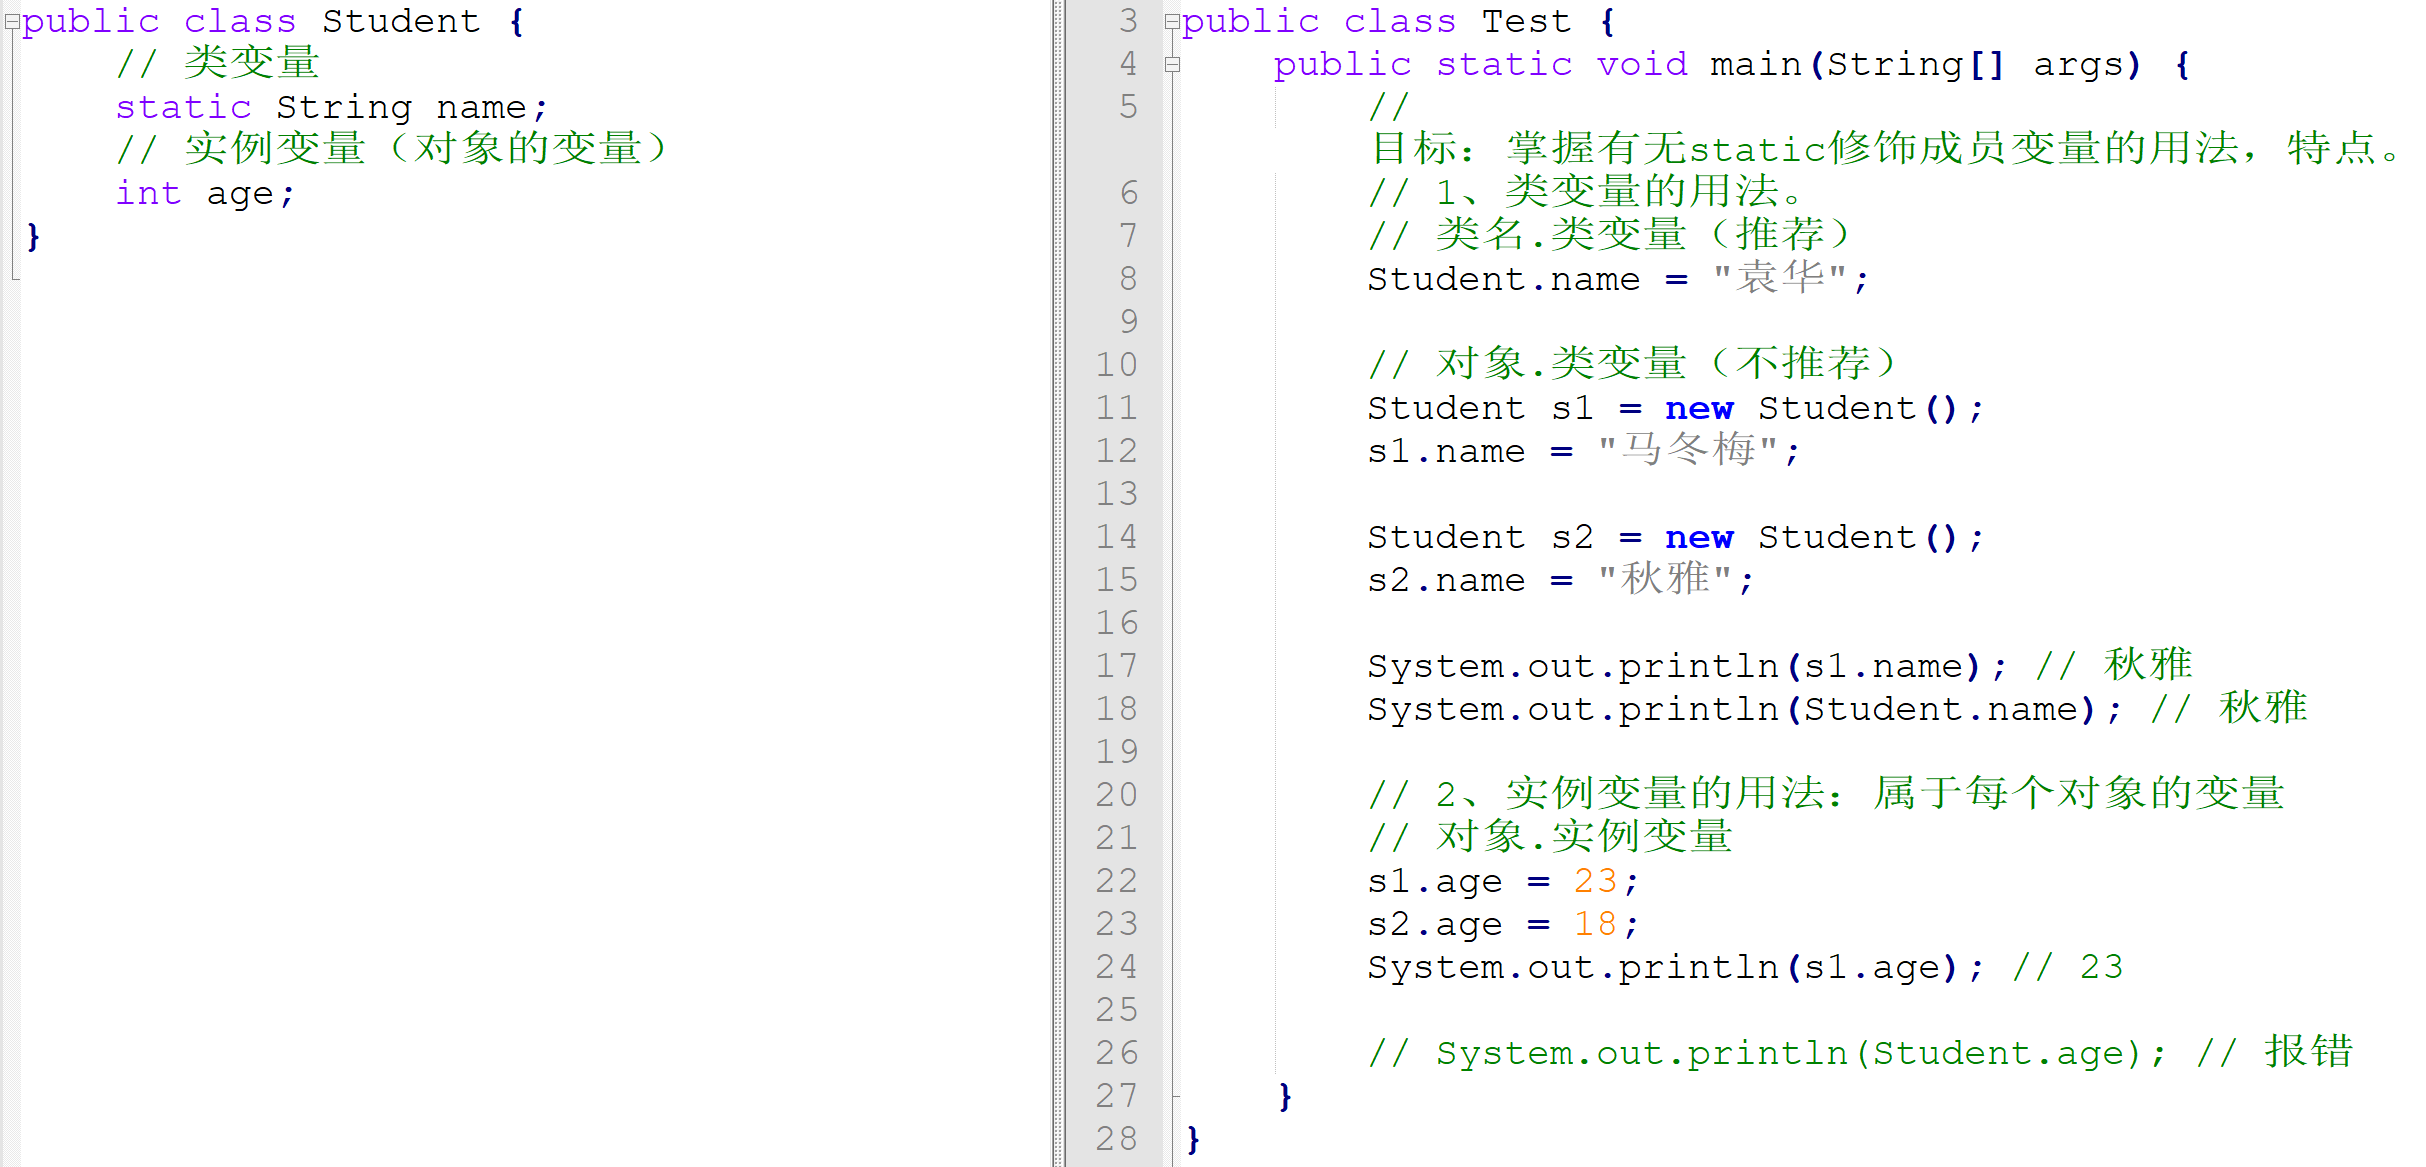 public class Student {
    // 类变量
    static String name;
    // 实例变量（对象的变量）
    int age;
}
3 public class Test {
4     public static void main(String[] args) {
5         //
        目标：掌握有无static修饰成员变量的用法，特点。
6         // 1、类变量的用法。
7         // 类名.类变量（推荐）
8         Student.name = "袁华";
9
10         // 对象.类变量（不推荐）
11         Student s1 = new Student();
12         s1.name = "马冬梅";
13
14         Student s2 = new Student();
15         s2.name = "秋雅";
16
17         System.out.println(s1.name); // 秋雅
18         System.out.println(Student.name); // 秋雅
19
20         // 2、实例变量的用法：属于每个对象的变量
21         // 对象.实例变量
22         s1.age = 23;
23         s2.age = 18;
24         System.out.println(s1.age); // 23
25
26         // System.out.println(Student.age); // 报错
27     }
28 }